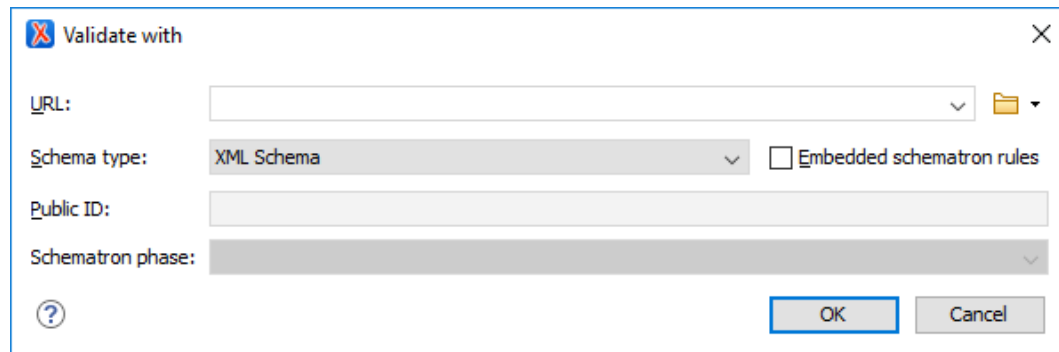 Validate with
URL:
Schema type: XML Schema Embedded schematron rules
Public ID:
Schematron phase:
OK Cancel